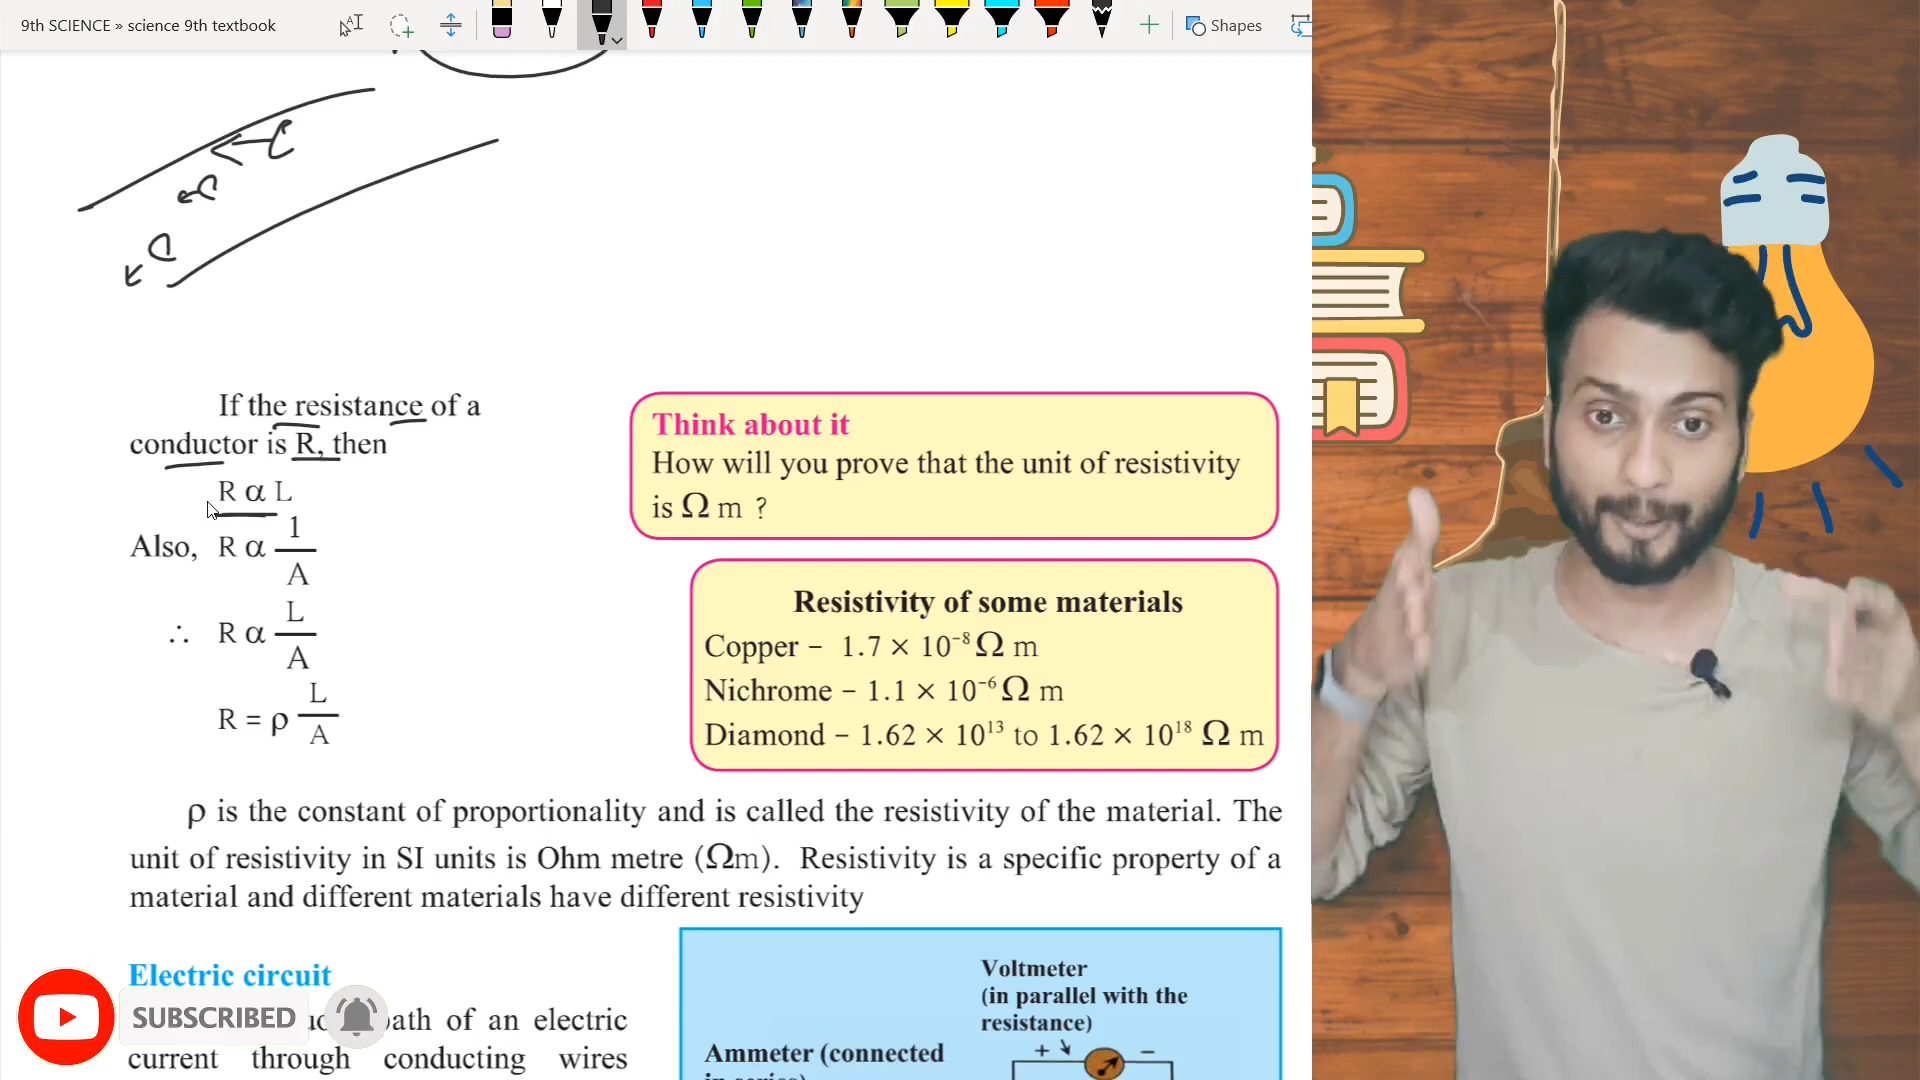 9th SCIENCE » science 9th textbook
Shapes
If the resistance of a
conductor is R, then
R α L
Also, R α 1/A
∴ R α L/A
R = ρ L/A
Think about it
How will you prove that the unit of resistivity
is Ω m ?
Resistivity of some materials
Copper – 1.7 × 10⁻⁸ Ω m
Nichrome – 1.1 × 10⁻⁶ Ω m
Diamond – 1.62 × 10¹³ to 1.62 × 10¹⁸ Ω m
ρ is the constant of proportionality and is called the resistivity of the material. The
unit of resistivity in SI units is Ohm metre (Ωm). Resistivity is a specific property of a
material and different materials have different resistivity
Electric circuit
path of an electric
current through conducting wires
SUBSCRIBED
Voltmeter
(in parallel with the
resistance)
+ −
Ammeter (connected
in series)